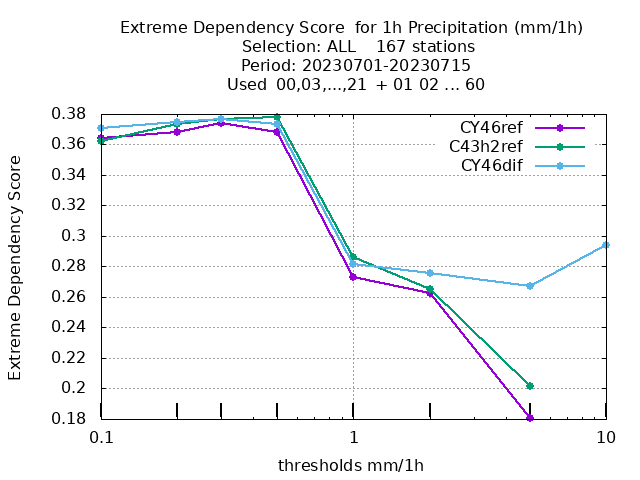 Extreme Dependency Score  for 1h Precipitation (mm/1h)
Selection: ALL    167 stations
Period: 20230701-20230715
Used  00,03,...,21  + 01 02 ... 60
Extreme Dependency Score
0.38
0.36
0.34
0.32
0.3
0.28
0.26
0.24
0.22
0.2
0.18
CY46ref
C43h2ref
CY46dif
0.1 1 10
thresholds mm/1h